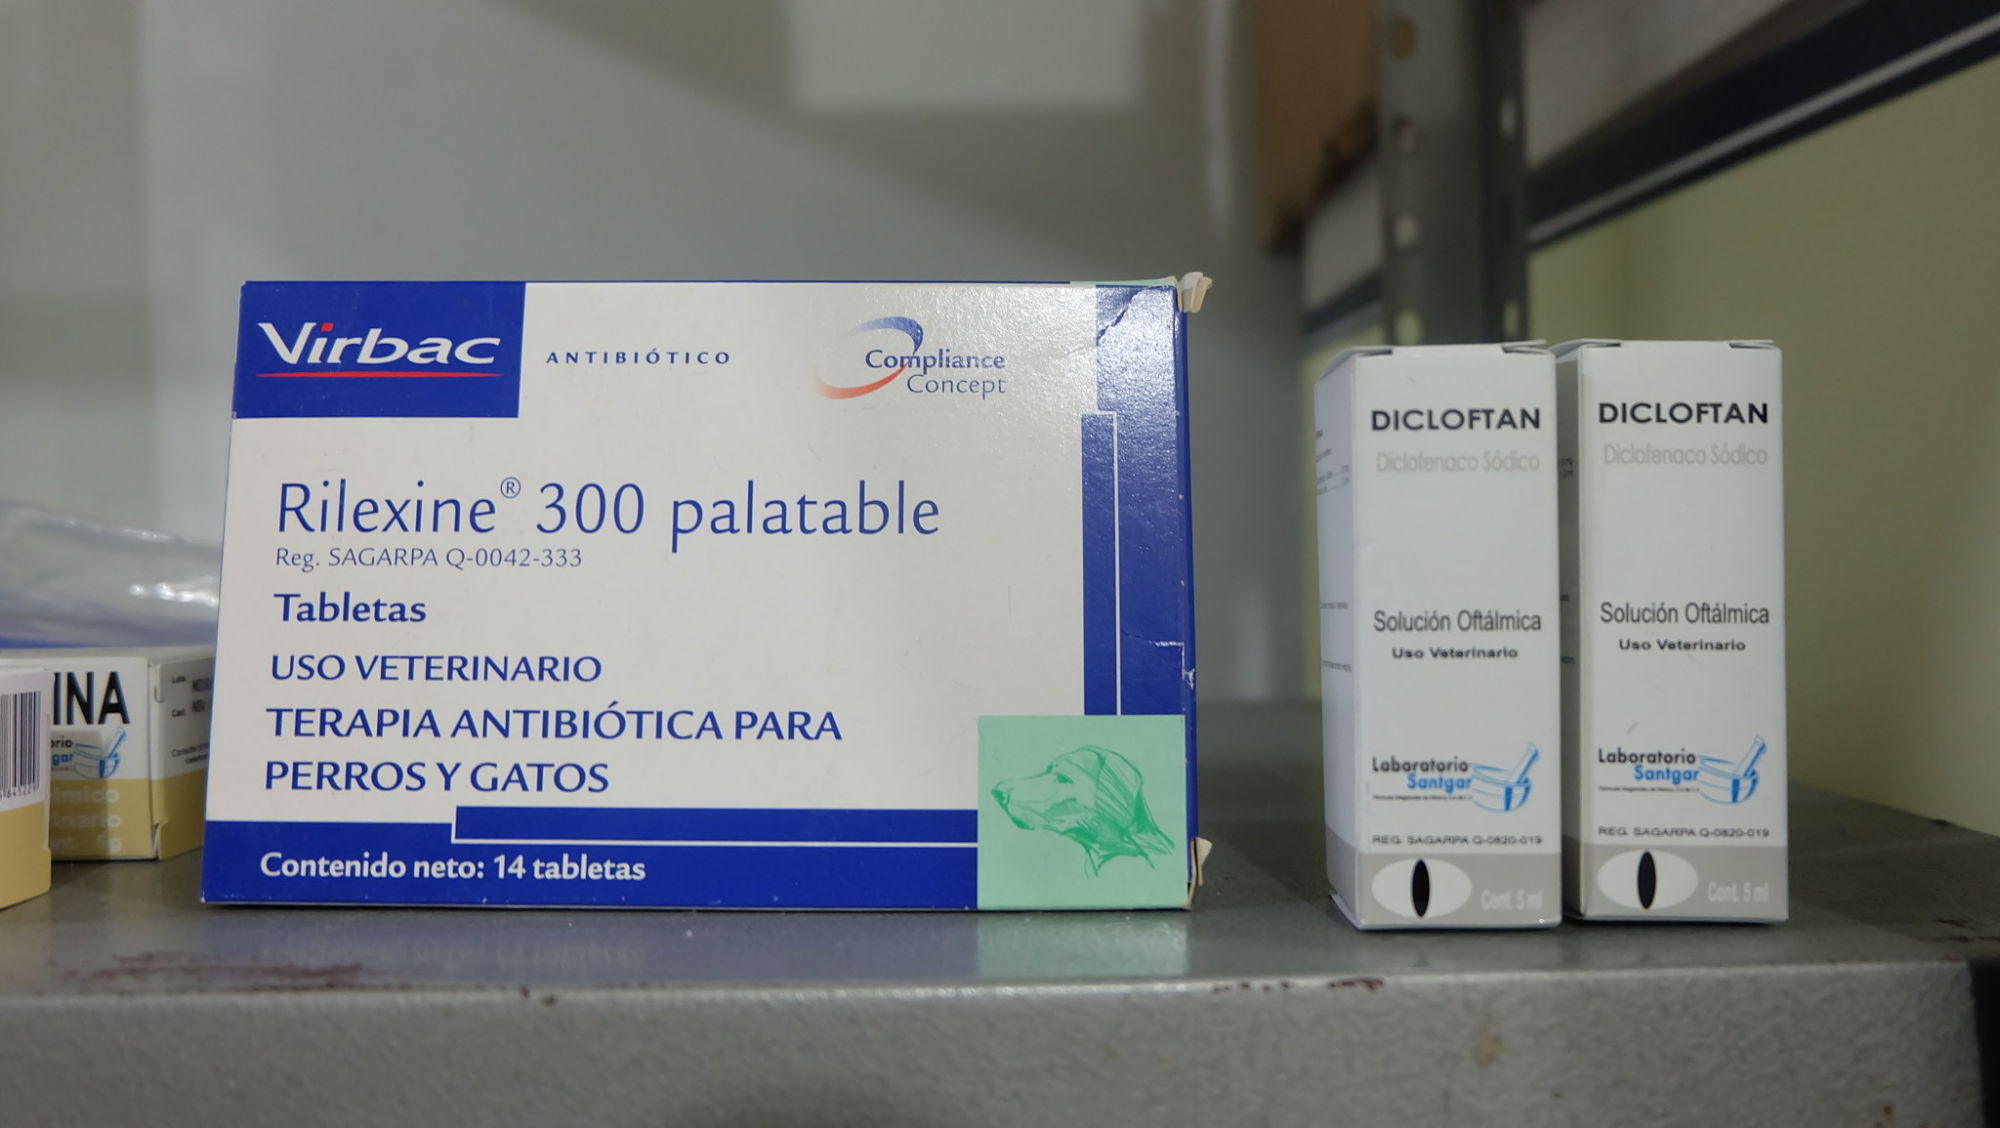 Virbac
ANTIBIÓTICO
Compliance
Concept
Rilexine® 300 palatable
Reg. SAGARPA Q-0042-333
Tabletas
USO VETERINARIO
TERAPIA ANTIBIÓTICA PARA
PERROS Y GATOS
Contenido neto: 14 tabletas
DICLOFTAN
Diclofenaco Sódico
Solución Oftálmica
Uso Veterinario
Laboratorio
Santgar
REG. SAGARPA Q-0820-019
Cont. 5 ml
DICLOFTAN
Diclofenaco Sódico
Solución Oftálmica
Uso Veterinario
Laboratorio
Santgar
REG. SAGARPA Q-0820-019
Cont. 5 ml
INA